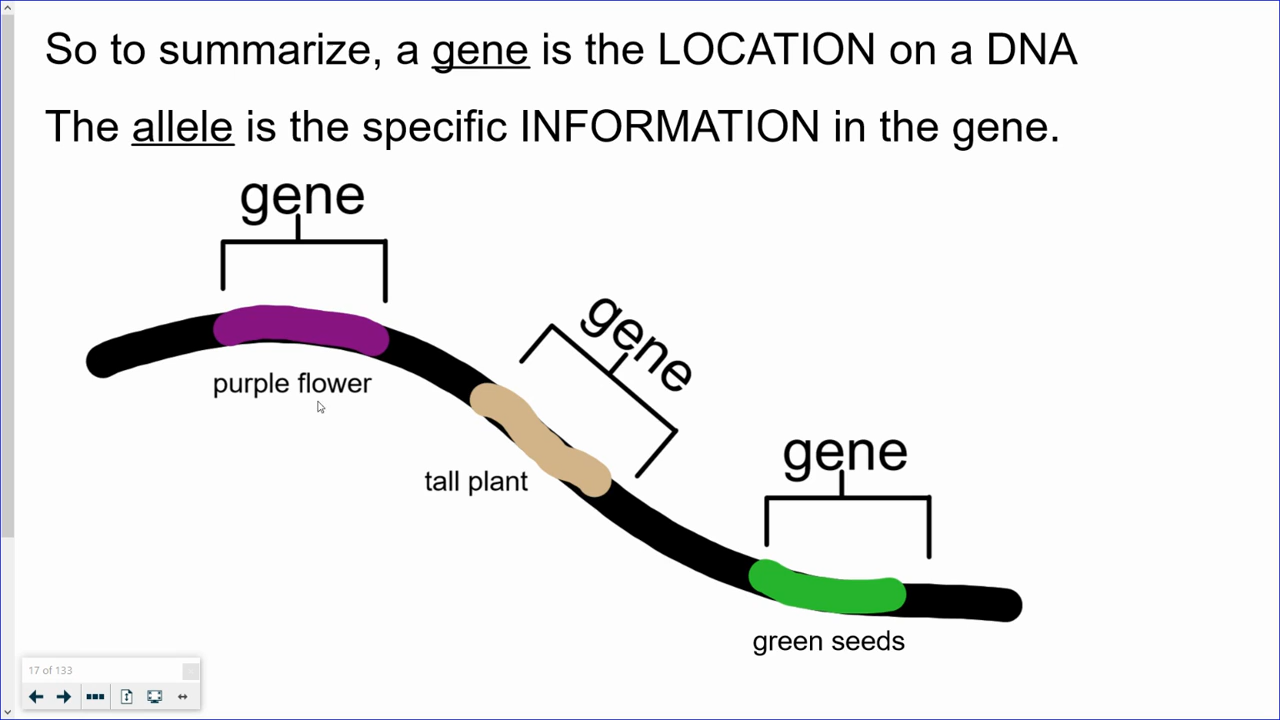 So to summarize, a gene is the LOCATION on a DNA
The allele is the specific INFORMATION in the gene.
gene
purple flower
gene
tall plant
gene
green seeds
17 of 133